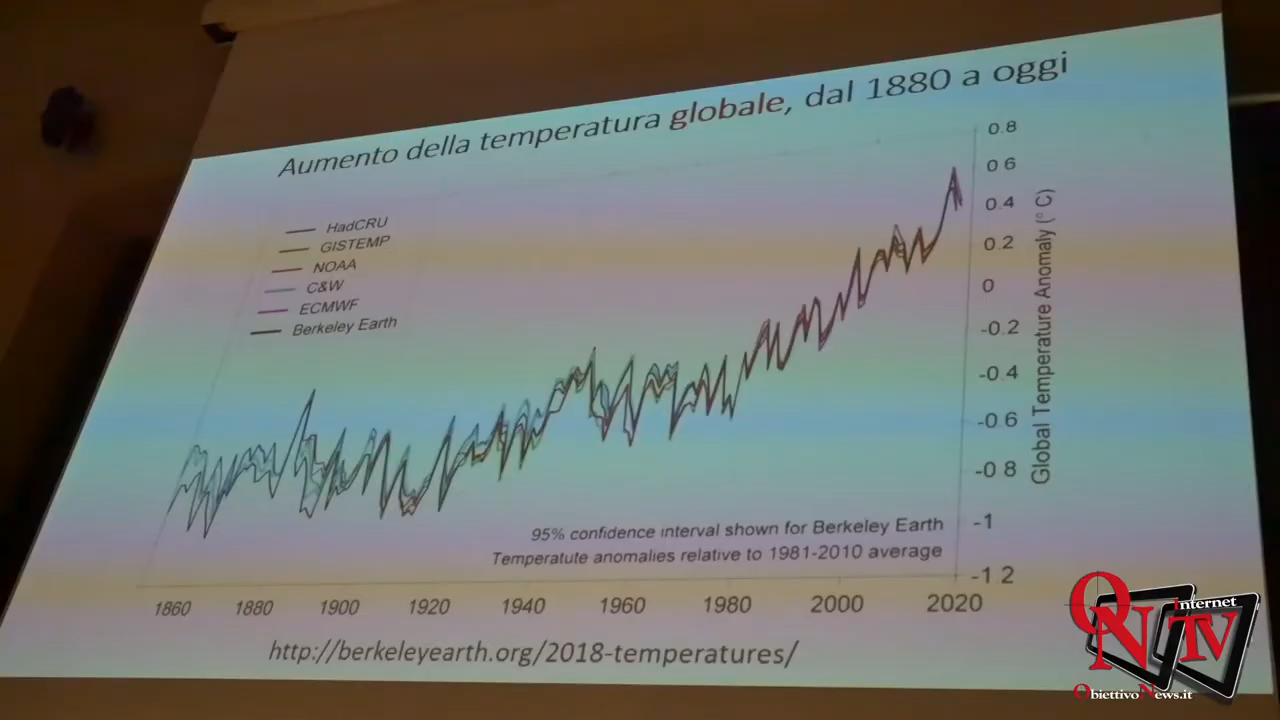 Aumento della temperatura globale, dal 1880 a oggi
HadCRU
GISTEMP
NOAA
C&W
ECMWF
Berkeley Earth
0.8
0 6
0.4
0.2
0
-0.2
-0.4
-0.6
-0 8
-1
-1 2
Global Temperature Anomaly (° C)
95% confidence interval shown for Berkeley Earth
Temperatute anomalies relative to 1981-2010 average
1860 1880 1900 1920 1940 1960 1980 2000 2020
http://berkeleyearth.org/2018-temperatures/
ON Internet TV
ObiettivoNews.it